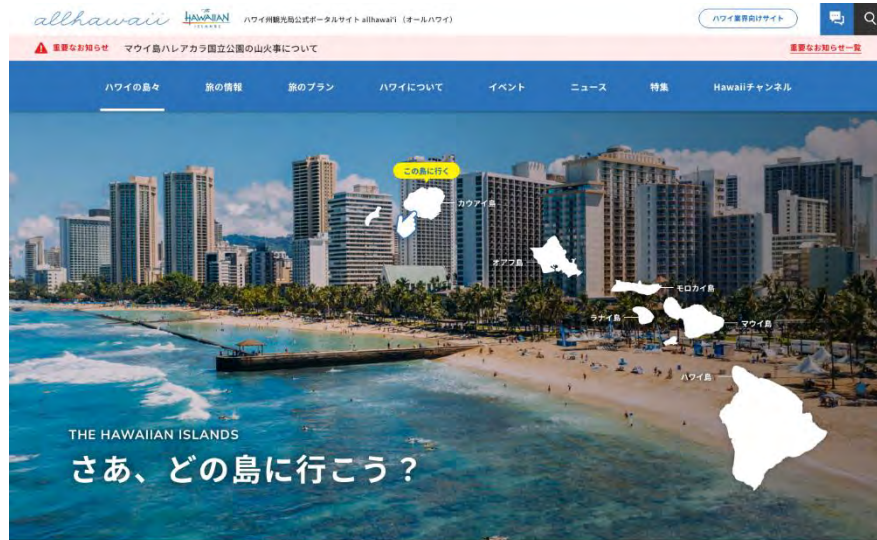 allhawaii
HAWAIIAN
ISLANDS
ハワイ州観光局公式ポータルサイト allhawai'i （オールハワイ）
ハワイ業界向けサイト
重要なお知らせ
マウイ島ハレアカラ国立公園の山火事について
重要なお知らせ一覧
ハワイの島々
旅の情報
旅のプラン
ハワイについて
イベント
ニュース
特集
Hawaiiチャンネル
この島に行く
カウアイ島
オアフ島
モロカイ島
ラナイ島
マウイ島
ハワイ島
THE HAWAIIAN ISLANDS
さあ、どの島に行こう？